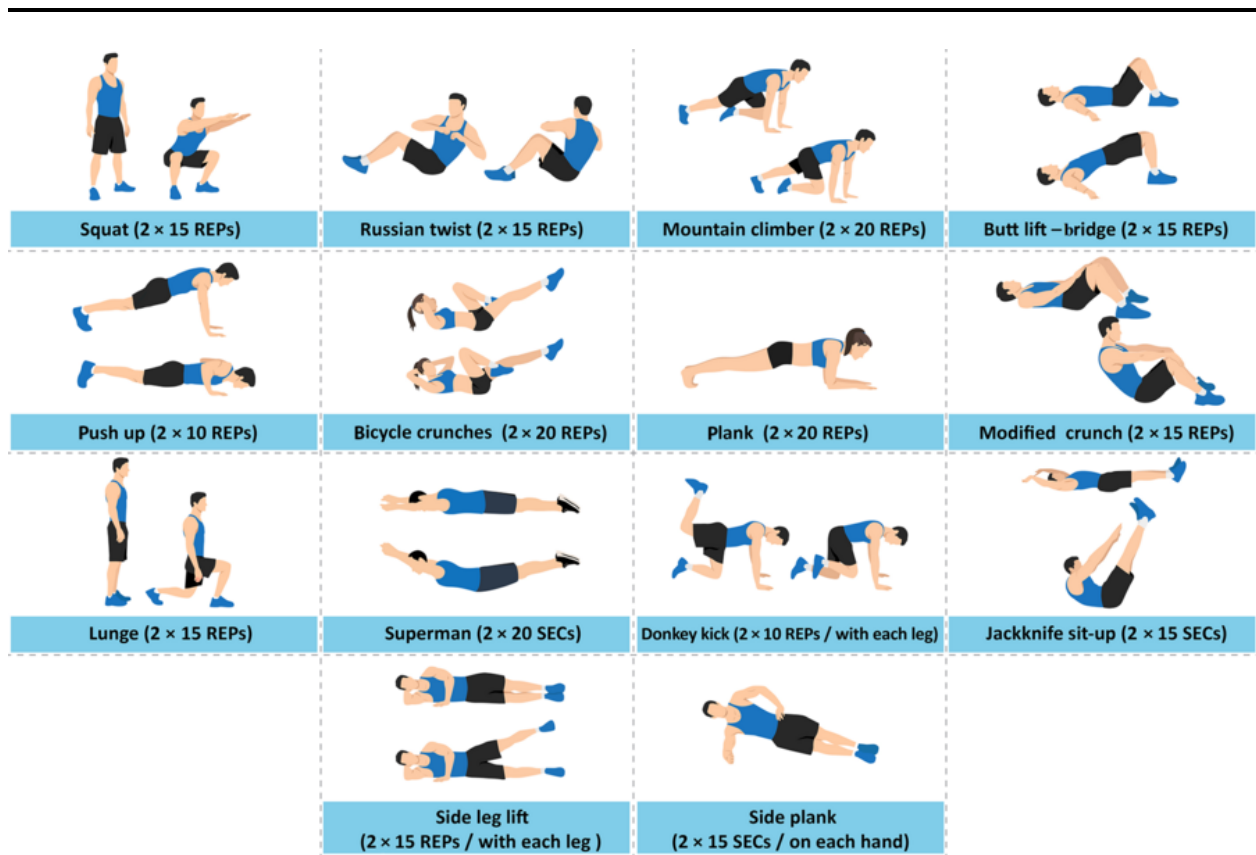 Squat (2 × 15 REPs)
Russian twist (2 × 15 REPs)
Mountain climber (2 × 20 REPs)
Butt lift – bridge (2 × 15 REPs)
Push up (2 × 10 REPs)
Bicycle crunches (2 × 20 REPs)
Plank (2 × 20 REPs)
Modified crunch (2 × 15 REPs)
Lunge (2 × 15 REPs)
Superman (2 × 20 SECs)
Donkey kick (2 × 10 REPs / with each leg)
Jackknife sit-up (2 × 15 SECs)
Side leg lift
(2 × 15 REPs / with each leg )
Side plank
(2 × 15 SECs / on each hand)